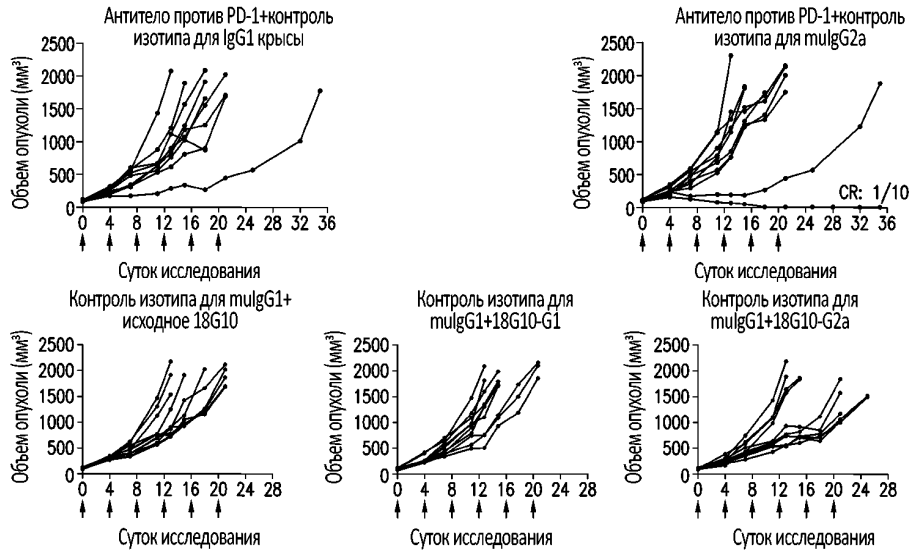 Антитело против PD-1+контроль
изотипа для IgG1 крысы
Объем опухоли (мм³)
2500
2000
1500
1000
500
0
0 4 8 12 16 20 24 28 32 36
Суток исследования
Антитело против PD-1+контроль
изотипа для muIgG2a
Объем опухоли (мм³)
2500
2000
1500
1000
500
0
CR: 1/10
0 4 8 12 16 20 24 28 32 36
Суток исследования
Контроль изотипа для muIgG1+
исходное 18G10
Объем опухоли (мм³)
2500
2000
1500
1000
500
0
0 4 8 12 16 20 24 28
Суток исследования
Контроль изотипа для
muIgG1+18G10-G1
Объем опухоли (мм³)
2500
2000
1500
1000
500
0
0 4 8 12 16 20 24 28
Суток исследования
Контроль изотипа для
muIgG1+18G10-G2a
Объем опухоли (мм³)
2500
2000
1500
1000
500
0
0 4 8 12 16 20 24 28
Суток исследования